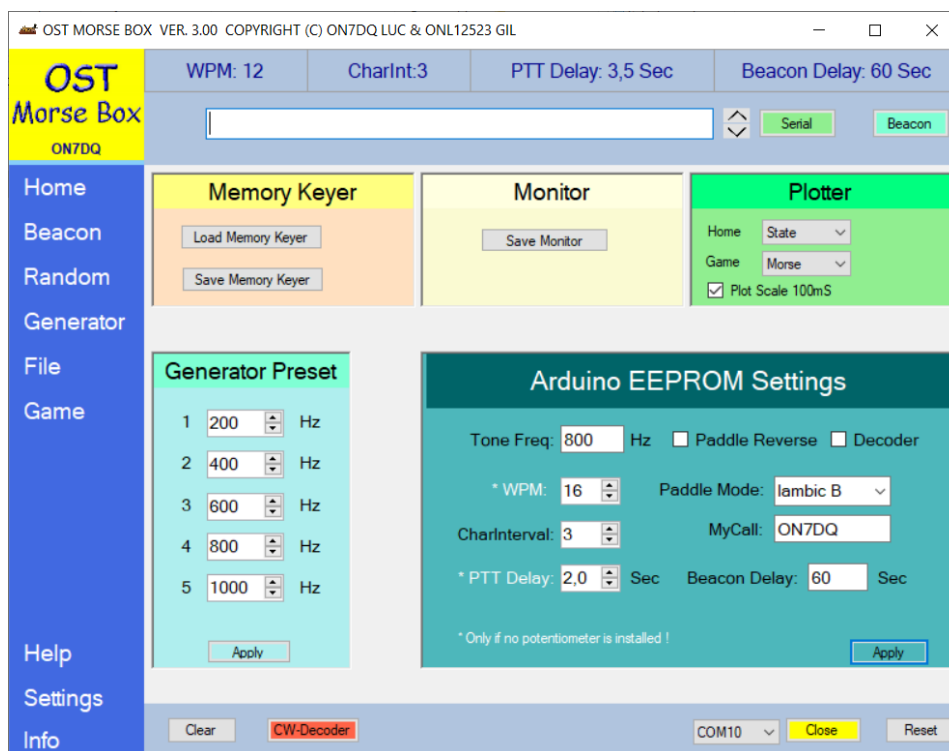 OST MORSE BOX VER. 3.00 COPYRIGHT (C) ON7DQ LUC & ONL12523 GIL
OST
Morse Box
ON7DQ
WPM: 12 CharInt:3 PTT Delay: 3,5 Sec Beacon Delay: 60 Sec
Serial Beacon
Home
Beacon
Random
Generator
File
Game
Help
Settings
Info
Memory Keyer
Load Memory Keyer
Save Memory Keyer
Monitor
Save Monitor
Plotter
Home State
Game Morse
Plot Scale 100mS
Generator Preset
1 200 Hz
2 400 Hz
3 600 Hz
4 800 Hz
5 1000 Hz
Apply
Arduino EEPROM Settings
Tone Freq: 800 Hz Paddle Reverse Decoder
* WPM: 16 Paddle Mode: Iambic B
CharInterval: 3 MyCall: ON7DQ
* PTT Delay: 2,0 Sec Beacon Delay: 60 Sec
* Only if no potentiometer is installed !
Apply
Clear CW-Decoder COM10 Close Reset